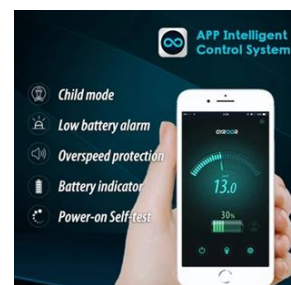 APP Intelligent
Control System
Child mode
Low battery alarm
Overspeed protection
Battery indicator
Power-on Self-test
GYROOR
13.0
30%